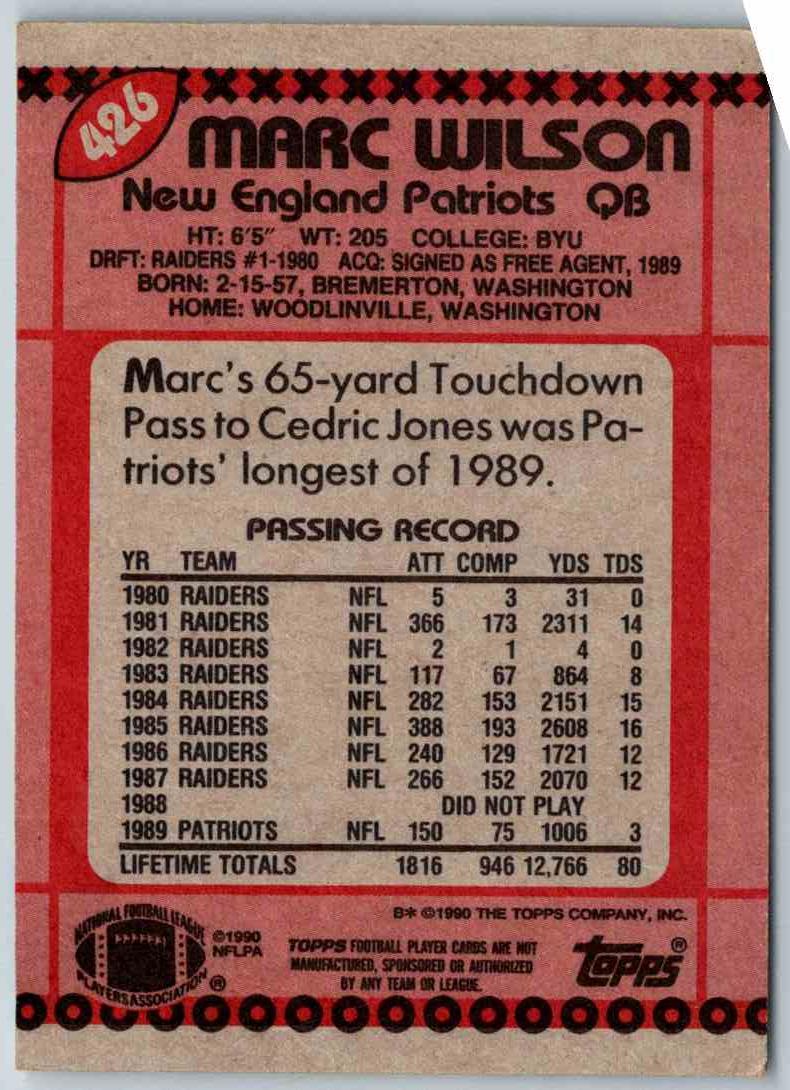 426
MARC WILSON
New England Patriots QB
HT: 6'5" WT: 205 COLLEGE: BYU
DRFT: RAIDERS #1-1980 ACQ: SIGNED AS FREE AGENT, 1989
BORN: 2-15-57, BREMERTON, WASHINGTON
HOME: WOODLINVILLE, WASHINGTON
Marc's 65-yard Touchdown
Pass to Cedric Jones was Pa-
triots' longest of 1989.
PASSING RECORD
YR TEAM ATT COMP YDS TDS
1980 RAIDERS NFL 5 3 31 0
1981 RAIDERS NFL 366 173 2311 14
1982 RAIDERS NFL 2 1 4 0
1983 RAIDERS NFL 117 67 864 8
1984 RAIDERS NFL 282 153 2151 15
1985 RAIDERS NFL 388 193 2608 16
1986 RAIDERS NFL 240 129 1721 12
1987 RAIDERS NFL 266 152 2070 12
1988 DID NOT PLAY
1989 PATRIOTS NFL 150 75 1006 3
LIFETIME TOTALS 1816 946 12,766 80
B* ©1990 THE TOPPS COMPANY, INC.
NATIONAL FOOTBALL LEAGUE
PLAYERS ASSOCIATION ®
©1990
NFLPA
TOPPS FOOTBALL PLAYER CARDS ARE NOT
MANUFACTURED, SPONSORED OR AUTHORIZED
BY ANY TEAM OR LEAGUE.
Topps ®